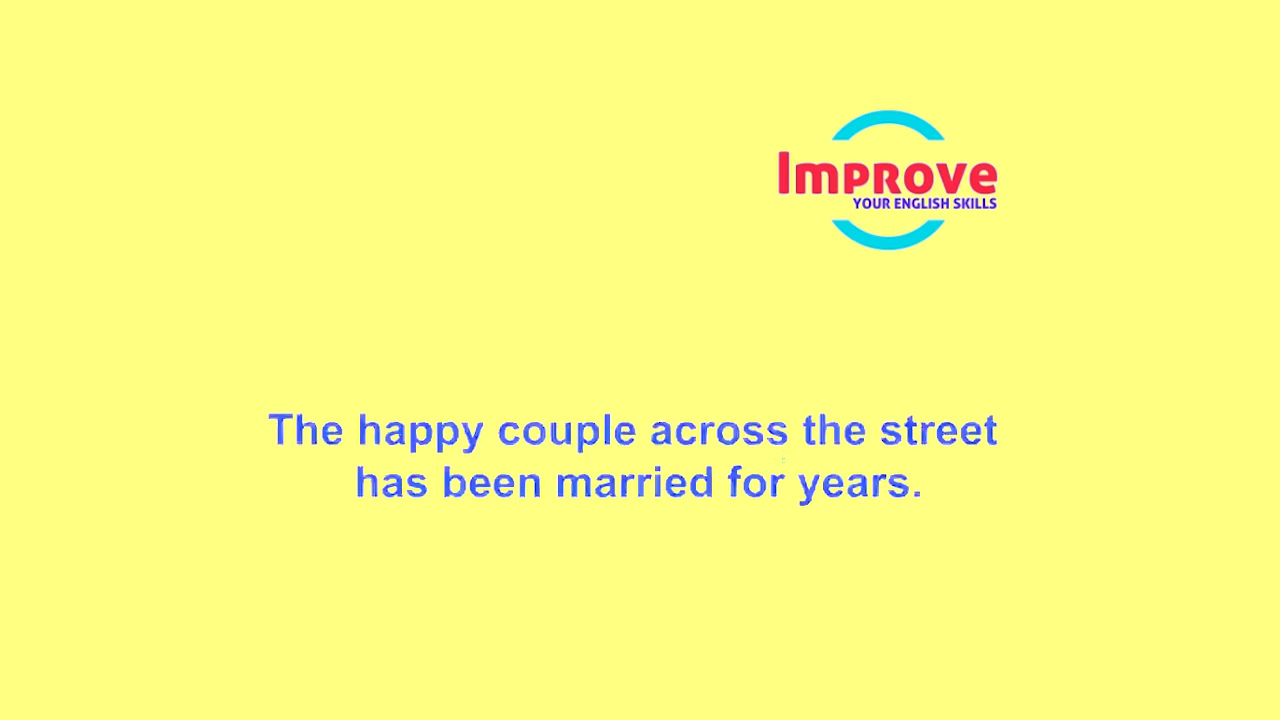 Improve
YOUR ENGLISH SKILLS
The happy couple across the street
has been married for years.